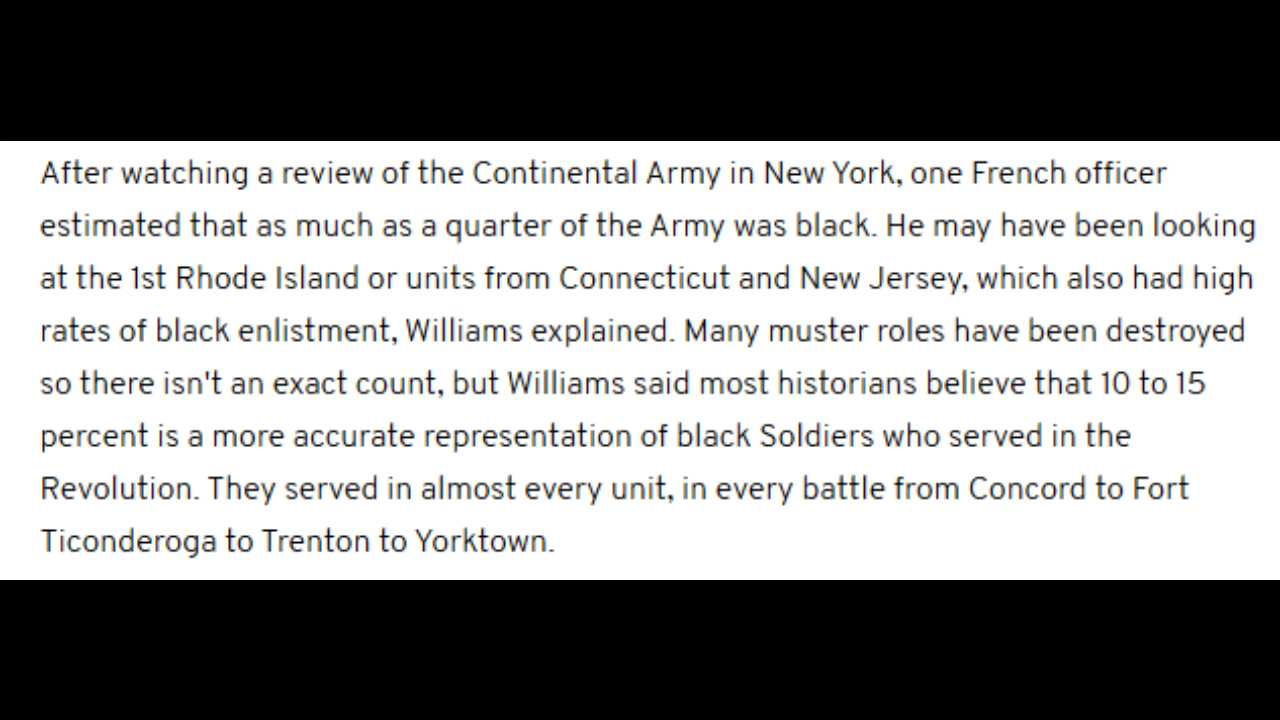 After watching a review of the Continental Army in New York, one French officer
estimated that as much as a quarter of the Army was black. He may have been looking
at the 1st Rhode Island or units from Connecticut and New Jersey, which also had high
rates of black enlistment, Williams explained. Many muster roles have been destroyed
so there isn't an exact count, but Williams said most historians believe that 10 to 15
percent is a more accurate representation of black Soldiers who served in the
Revolution. They served in almost every unit, in every battle from Concord to Fort
Ticonderoga to Trenton to Yorktown.